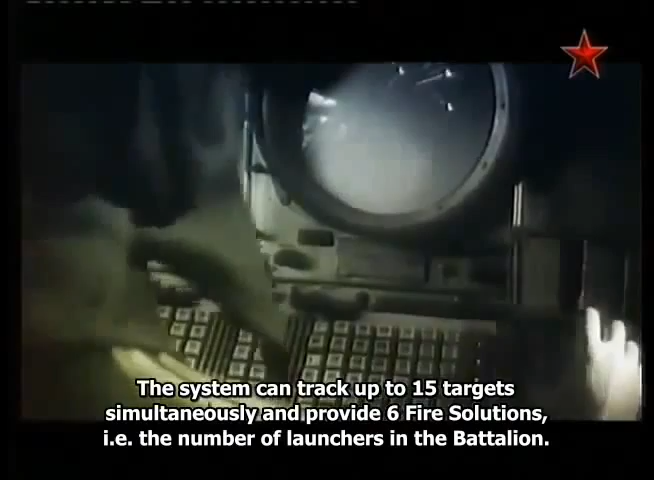 The system can track up to 15 targets
simultaneously and provide 6 Fire Solutions,
i.e. the number of launchers in the Battalion.